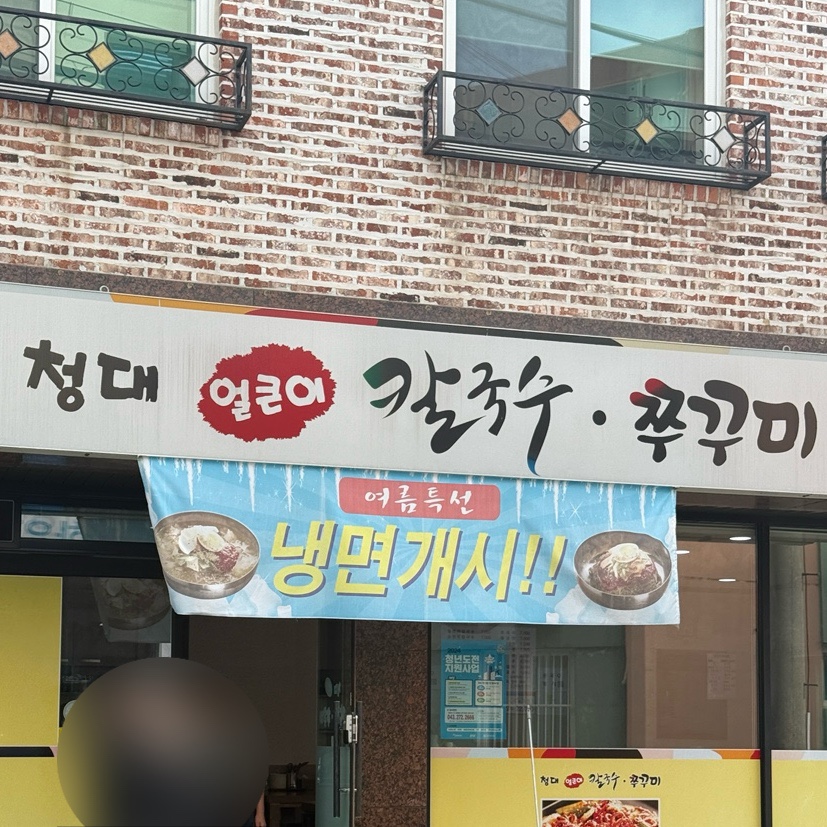 청대 얼큰이 칼국수·쭈꾸미
여름특선
냉면개시!!
청년도전
지원사업
청대 얼큰이 칼국수·쭈꾸미